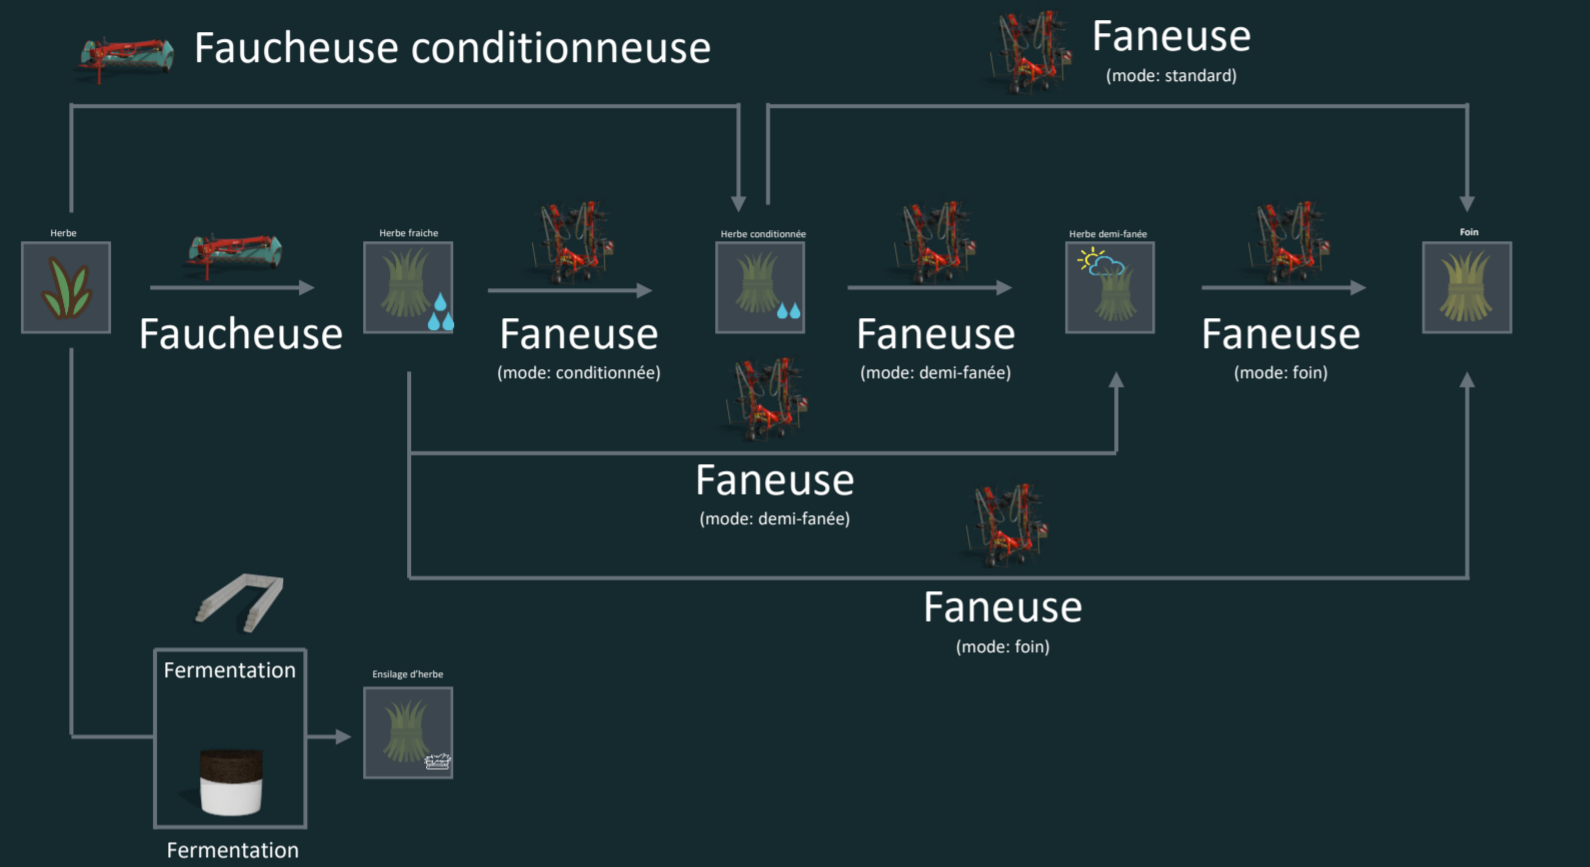 Faucheuse conditionneuse
Faneuse
(mode: standard)
Herbe
Faucheuse
Herbe fraiche
Faneuse
(mode: conditionnée)
Herbe conditionnée
Faneuse
(mode: demi-fanée)
Herbe demi-fanée
Faneuse
(mode: foin)
Foin
Faneuse
(mode: demi-fanée)
Faneuse
(mode: foin)
Fermentation
Ensilage d'herbe
Fermentation